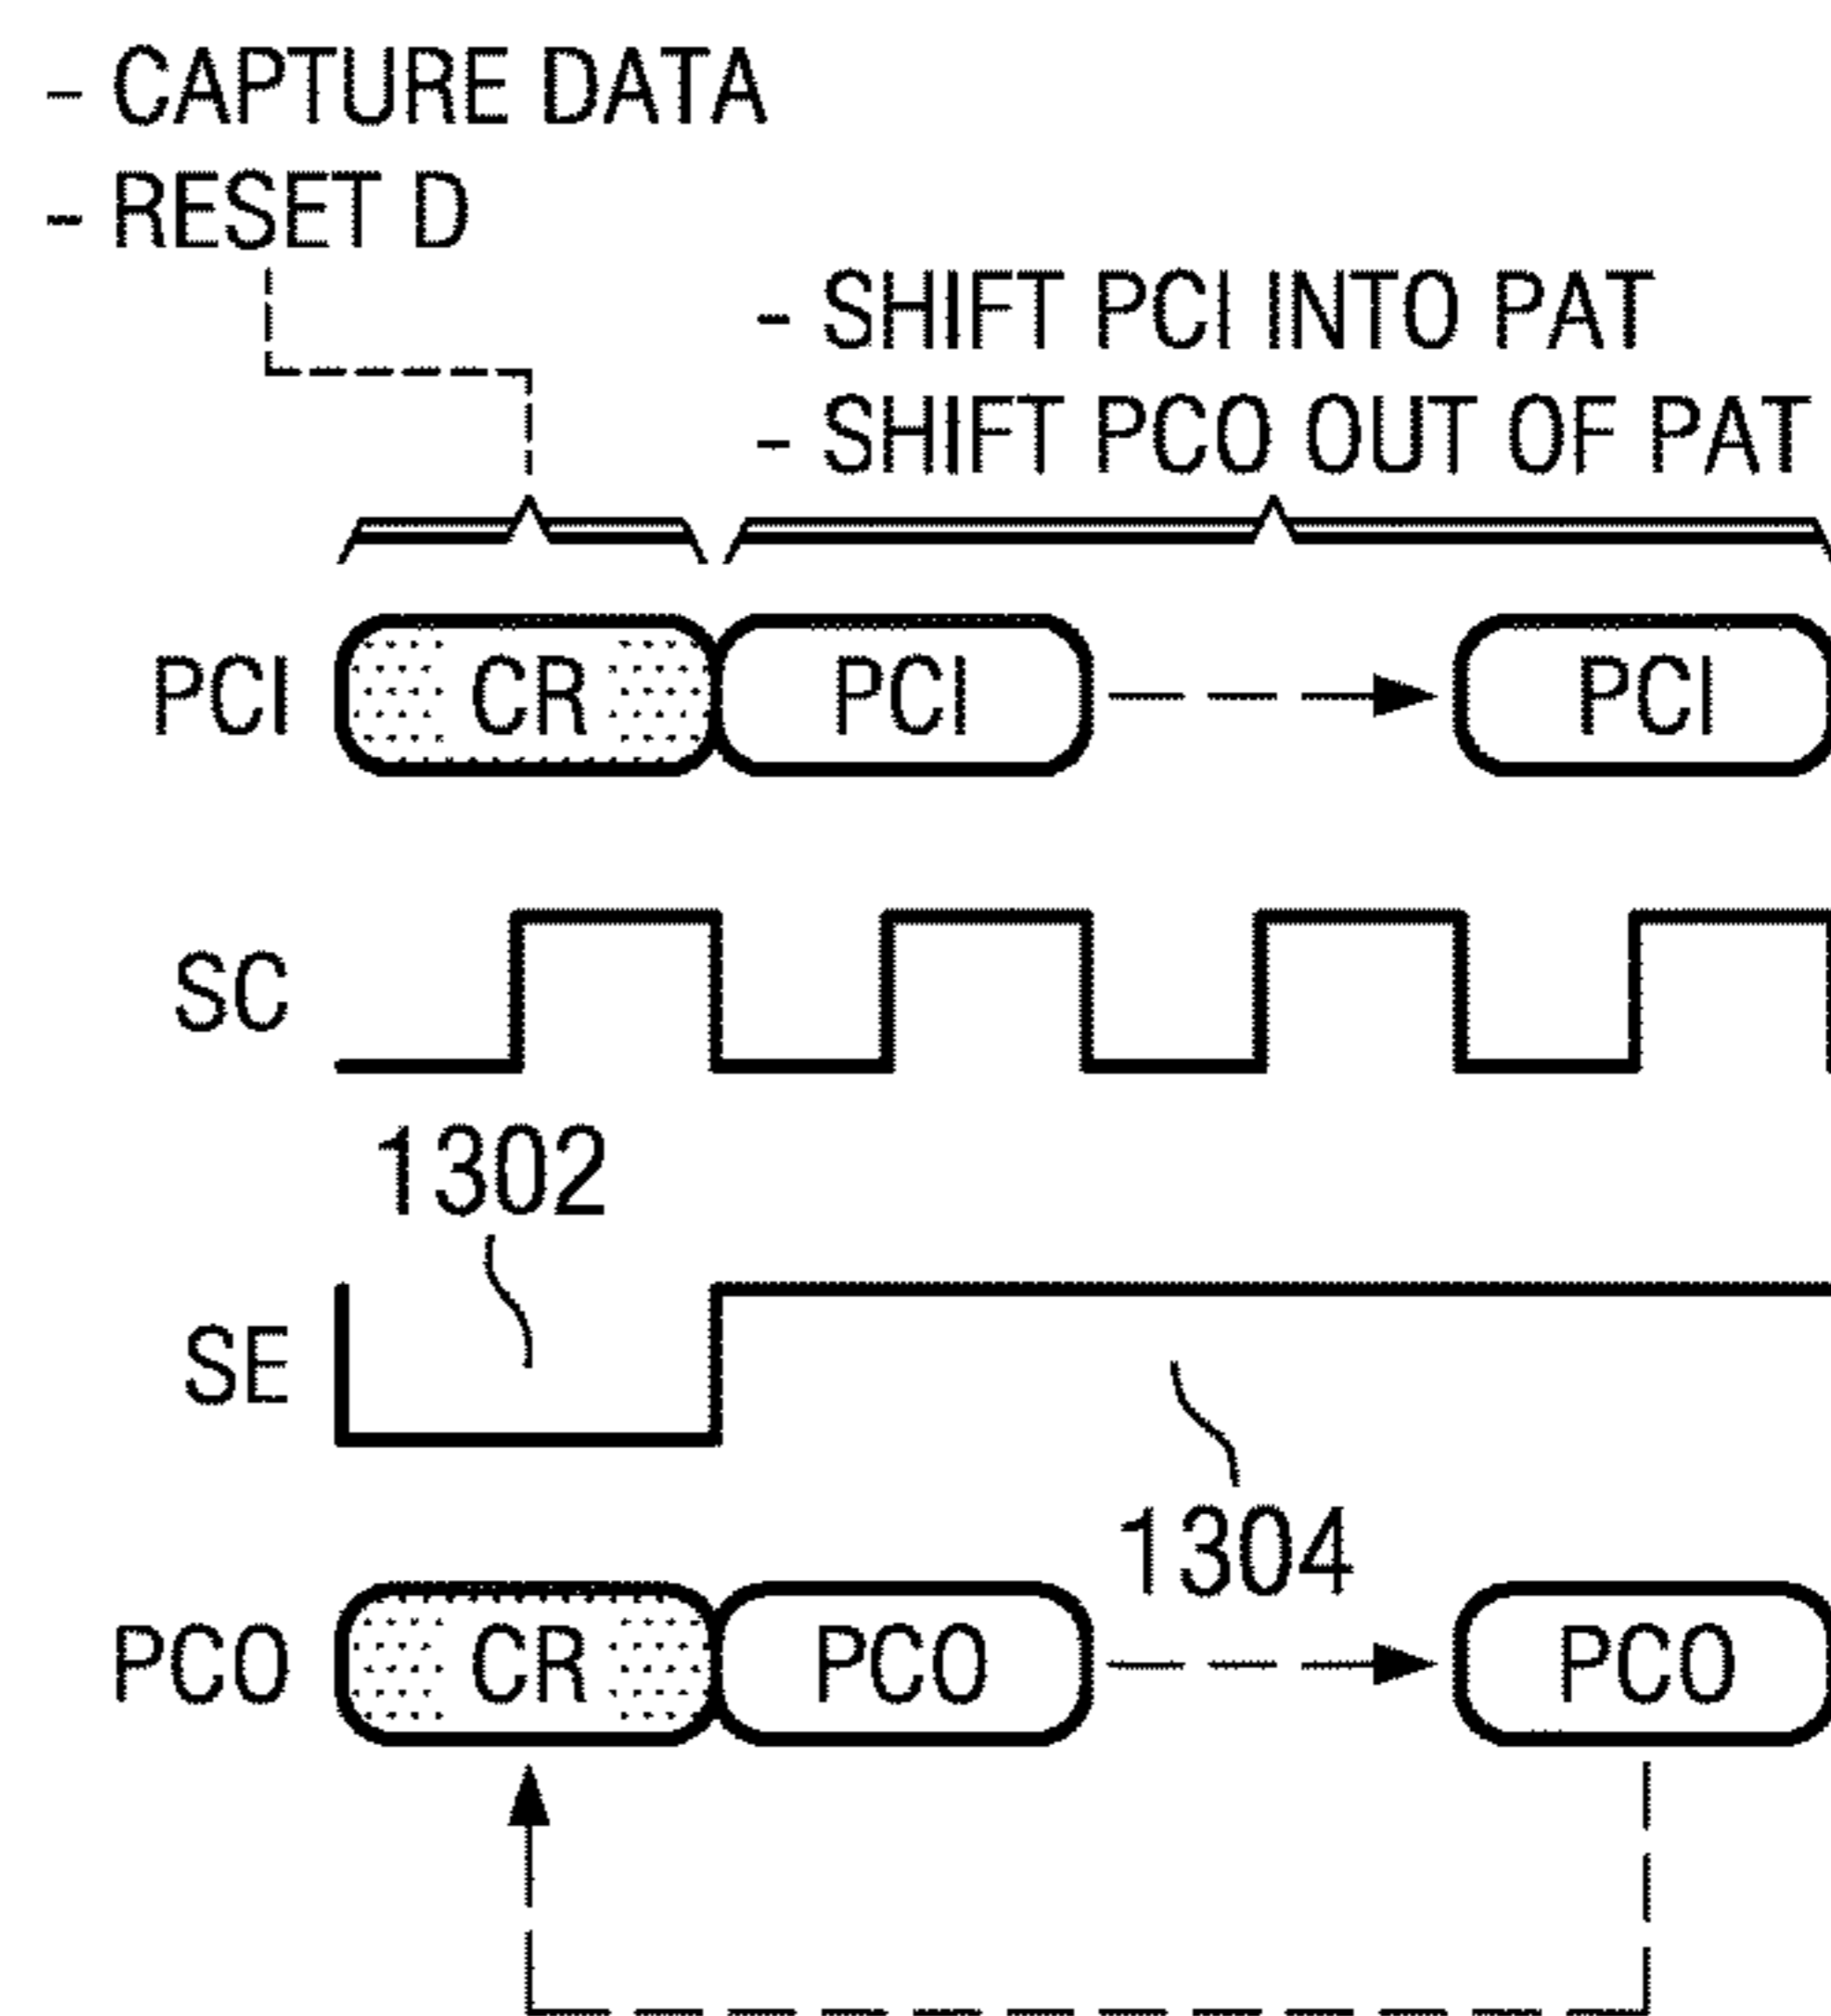 - CAPTURE DATA
- RESET D
- SHIFT PCI INTO PAT
- SHIFT PCO OUT OF PAT
PCI CR PCI PCI
SC
1302
SE
1304
PCO CR PCO PCO